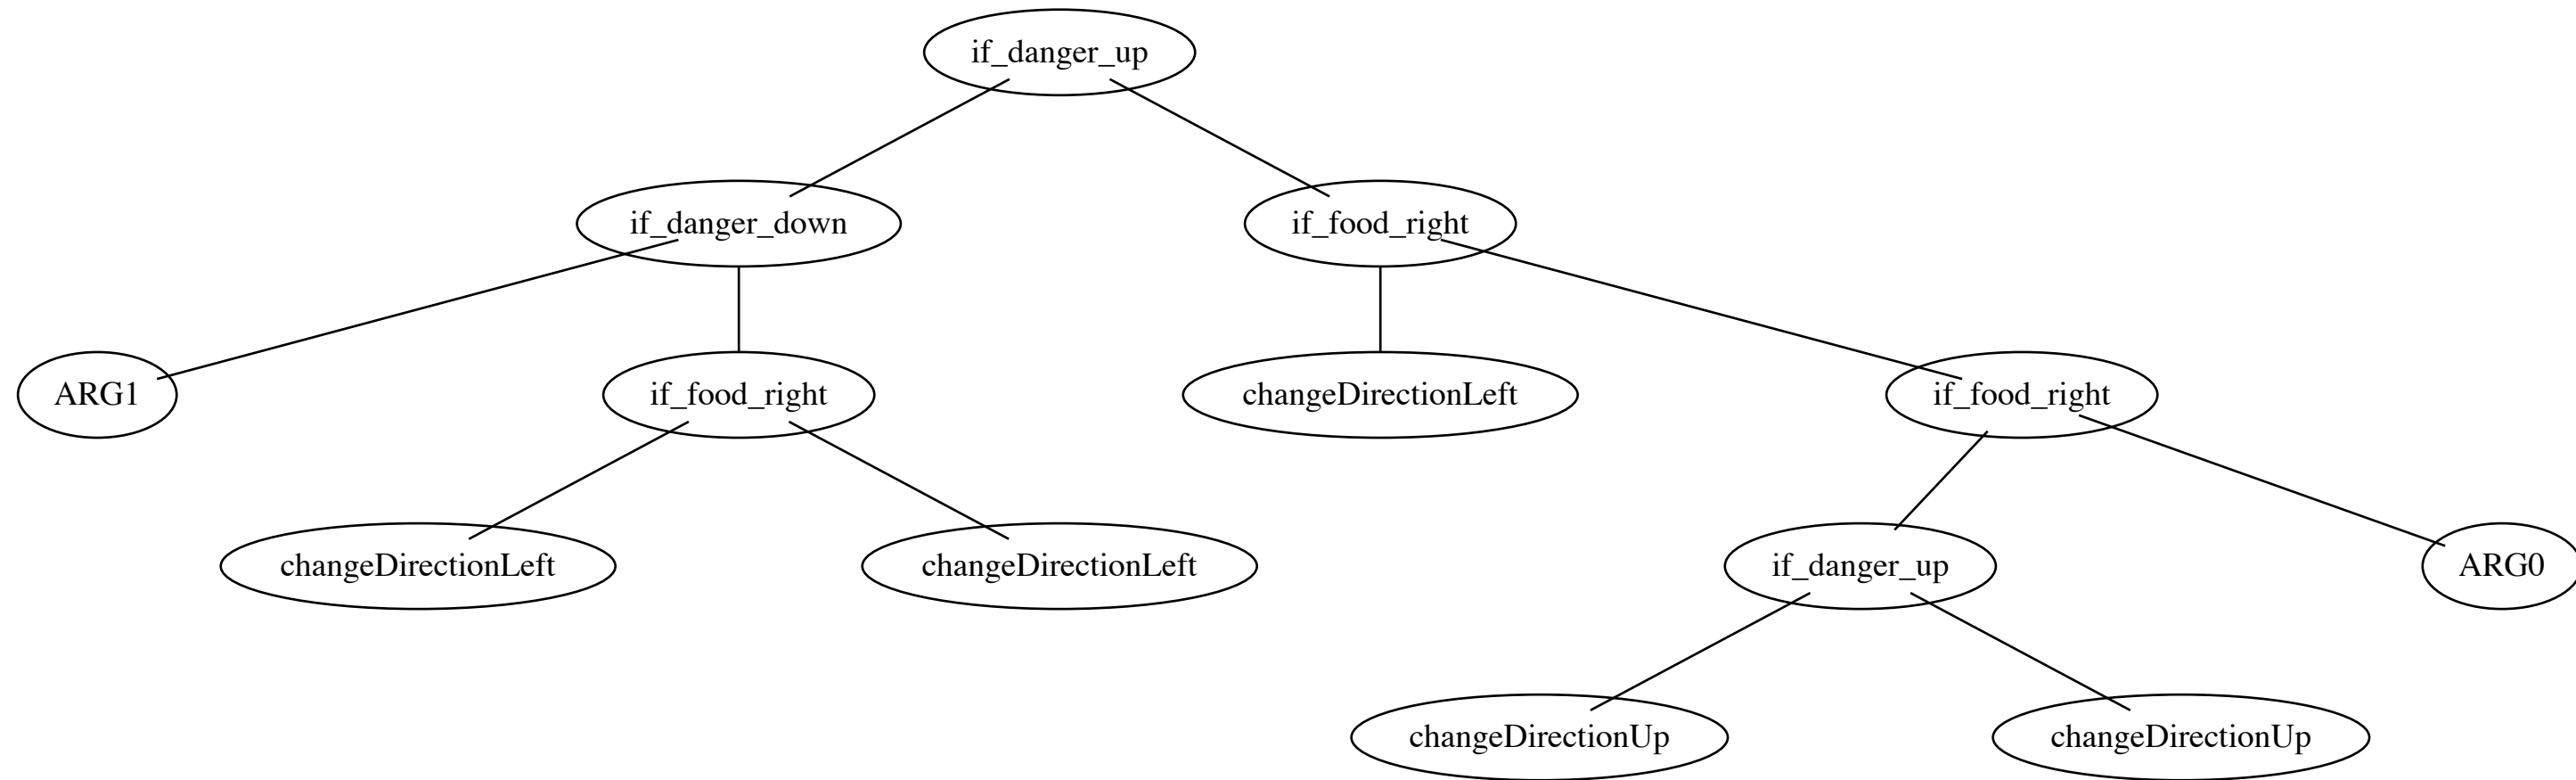 if_danger_up
if_danger_down
if_food_right
ARG1
if_food_right
changeDirectionLeft
if_food_right
changeDirectionLeft
changeDirectionLeft
if_danger_up
ARG0
changeDirectionUp
changeDirectionUp